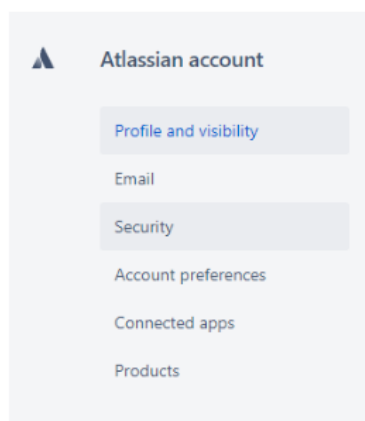 Atlassian account
Profile and visibility
Email
Security
Account preferences
Connected apps
Products